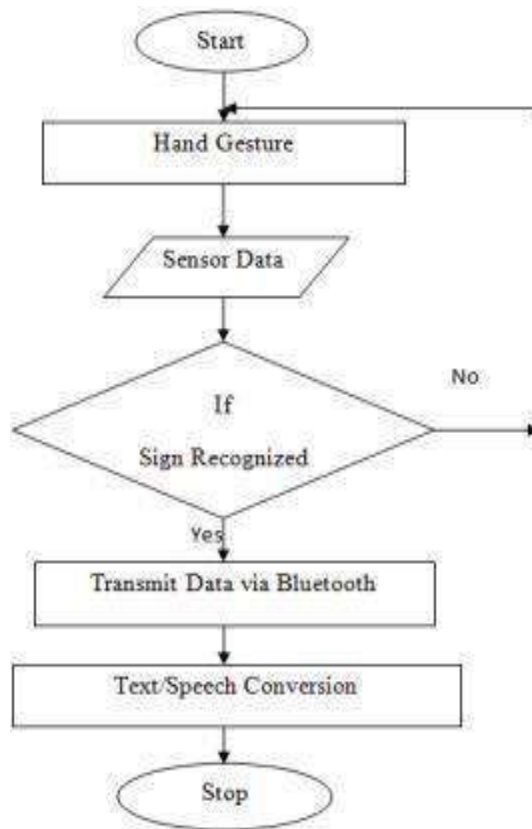 Start
Hand Gesture
Sensor Data
If
Sign Recognized
No
Yes
Transmit Data via Bluetooth
Text/Speech Conversion
Stop